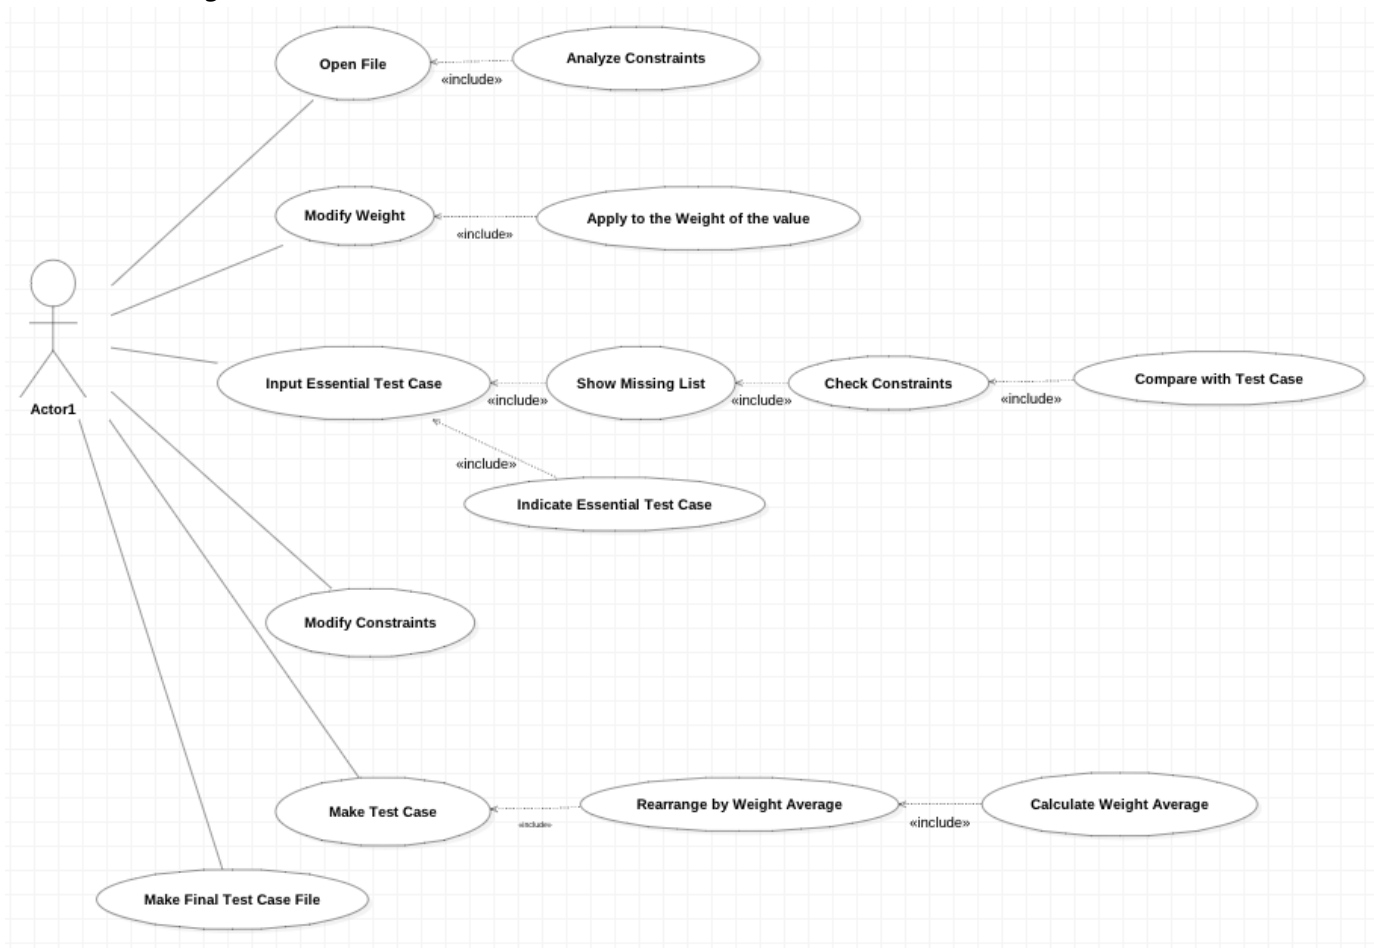 Open File
Analyze Constraints
«include»
Modify Weight
Apply to the Weight of the value
«include»
Input Essential Test Case
Show Missing List
Check Constraints
Compare with Test Case
«include»
«include»
«include»
Actor1
«include»
Indicate Essential Test Case
Modify Constraints
Make Test Case
Rearrange by Weight Average
Calculate Weight Average
«include»
«include»
Make Final Test Case File